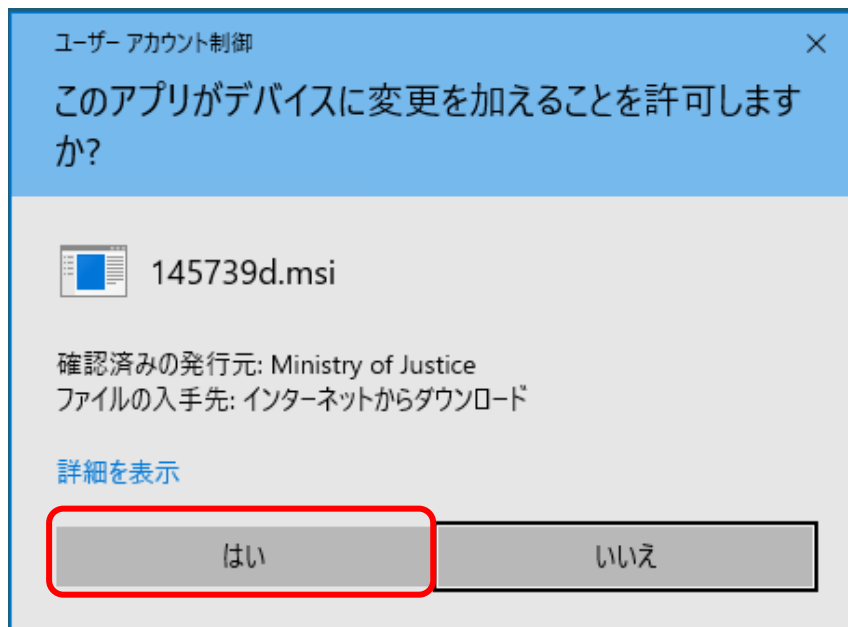 ユーザー アカウント制御
このアプリがデバイスに変更を加えることを許可します
か?
145739d.msi
確認済みの発行元: Ministry of Justice
ファイルの入手先: インターネットからダウンロード
詳細を表示
はい
いいえ